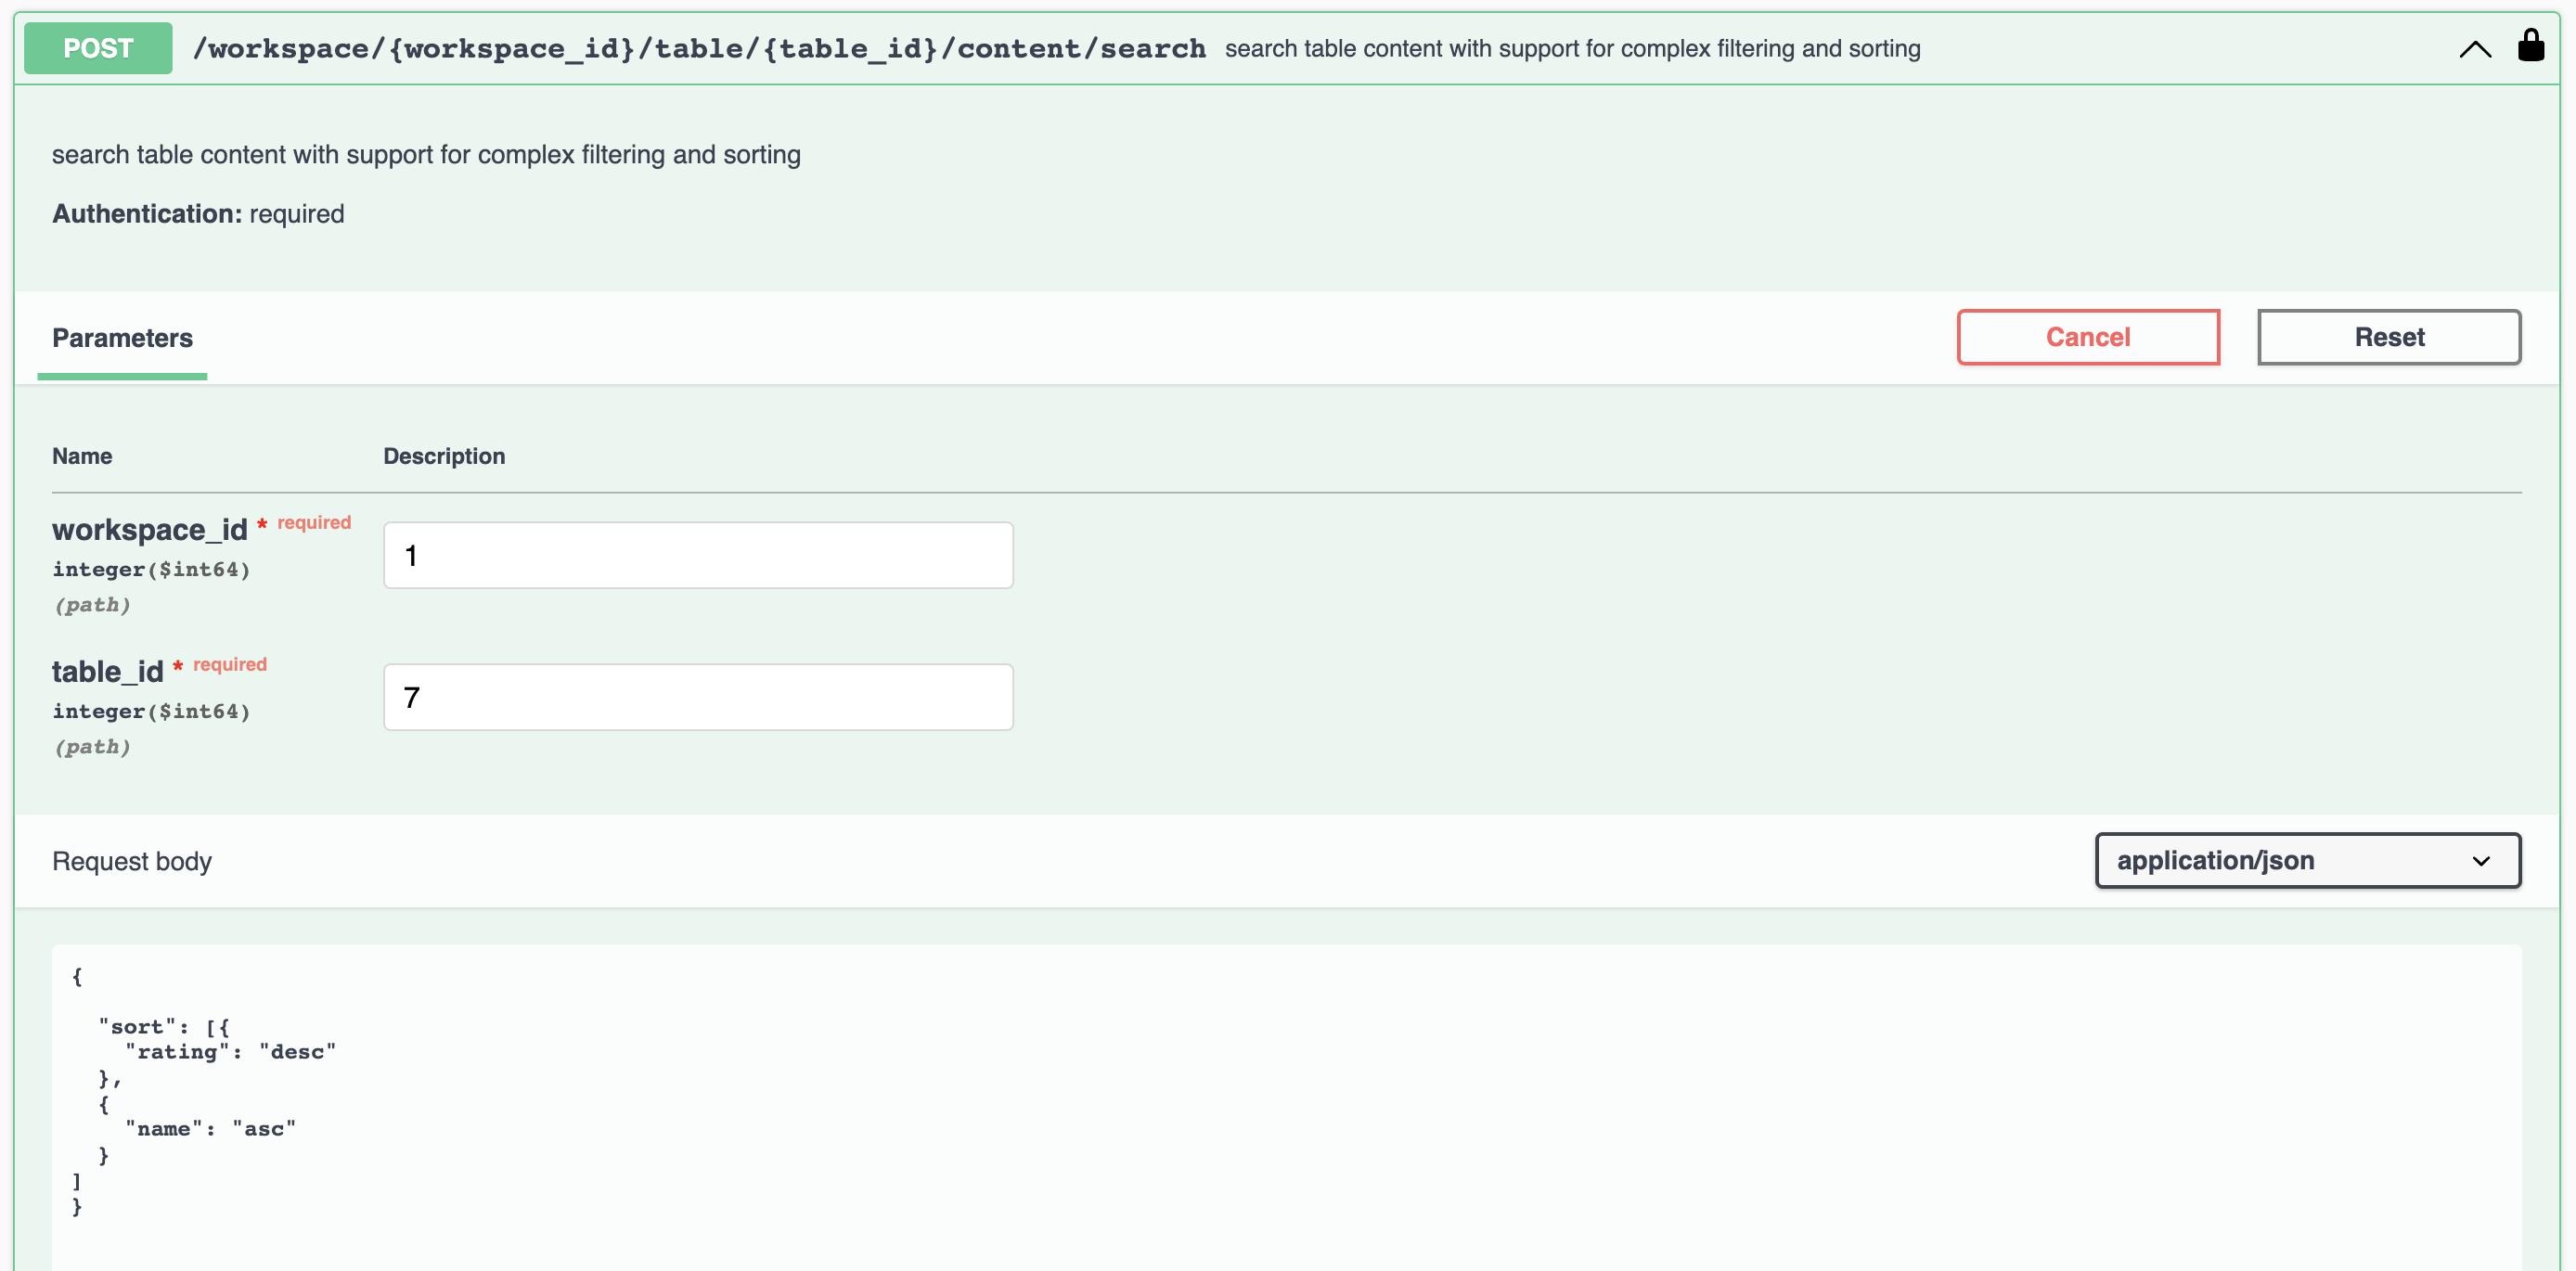 POST /workspace/{workspace_id}/table/{table_id}/content/search search table content with support for complex filtering and sorting
search table content with support for complex filtering and sorting
Authentication: required
Parameters
Cancel
Reset
Name Description
workspace_id * required
integer($int64)
(path)
1
table_id * required
integer($int64)
(path)
7
Request body
application/json
{
"sort": [{
"rating": "desc"
},
{
"name": "asc"
}
]
}